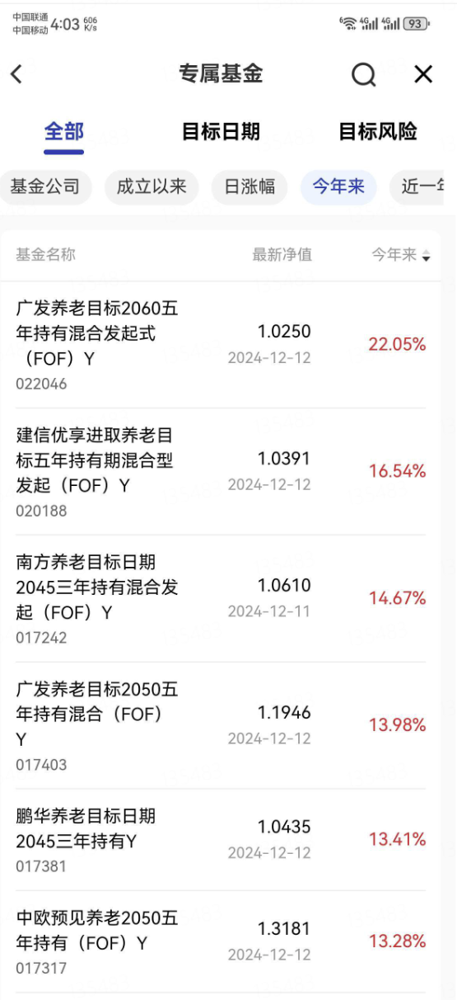 中国联通
中国移动
4:03
606
K/s
6
4G
4G
93
专属基金
全部
目标日期
目标风险
基金公司
成立以来
日涨幅
今年来
近一年
基金名称
最新净值
今年来
广发养老目标2060五
年持有混合发起式
（FOF）Y
022046
1.0250
2024-12-12
22.05%
建信优享进取养老目
标五年持有期混合型
发起（FOF）Y
020188
1.0391
2024-12-12
16.54%
南方养老目标日期
2045三年持有混合发
起（FOF）Y
017242
1.0610
2024-12-11
14.67%
广发养老目标2050五
年持有混合（FOF）
Y
017403
1.1946
2024-12-12
13.98%
鹏华养老目标日期
2045三年持有Y
017381
1.0435
2024-12-12
13.41%
中欧预见养老2050五
年持有（FOF）Y
017317
1.3181
2024-12-12
13.28%